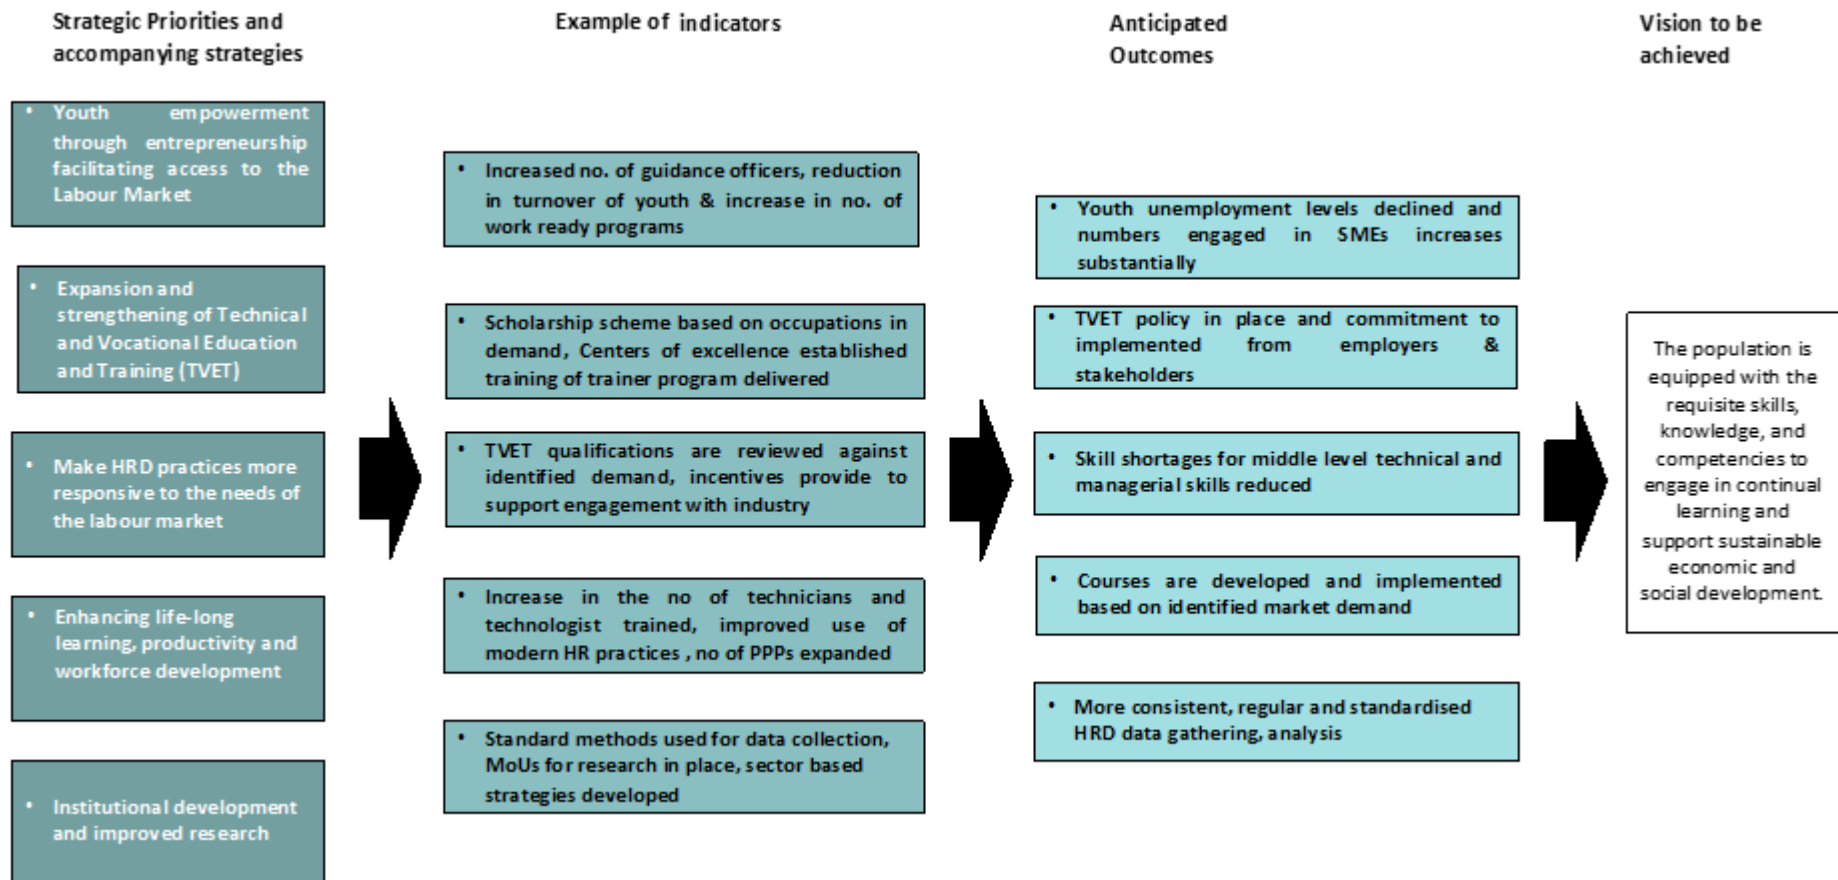 Strategic Priorities and
accompanying strategies
Example of indicators
Anticipated
Outcomes
Vision to be
achieved
• Youth empowerment
through entrepreneurship
facilitating access to the
Labour Market
• Expansion and
strengthening of Technical
and Vocational Education
and Training (TVET)
• Make HRD practices more
responsive to the needs of
the labour market
• Enhancing life-long
learning, productivity and
workforce development
• Institutional development
and improved research
• Increased no. of guidance officers, reduction
in turnover of youth & increase in no. of
work ready programs
• Scholarship scheme based on occupations in
demand, Centers of excellence established
training of trainer program delivered
• TVET qualifications are reviewed against
identified demand, incentives provide to
support engagement with industry
• Increase in the no of technicians and
technologist trained, improved use of
modern HR practices , no of PPPs expanded
• Standard methods used for data collection,
MoUs for research in place, sector based
strategies developed
• Youth unemployment levels declined and
numbers engaged in SMEs increases
substantially
• TVET policy in place and commitment to
implemented from employers &
stakeholders
• Skill shortages for middle level technical and
managerial skills reduced
• Courses are developed and implemented
based on identified market demand
• More consistent, regular and standardised
HRD data gathering, analysis
The population is
equipped with the
requisite skills,
knowledge, and
competencies to
engage in continual
learning and
support sustainable
economic and
social development.